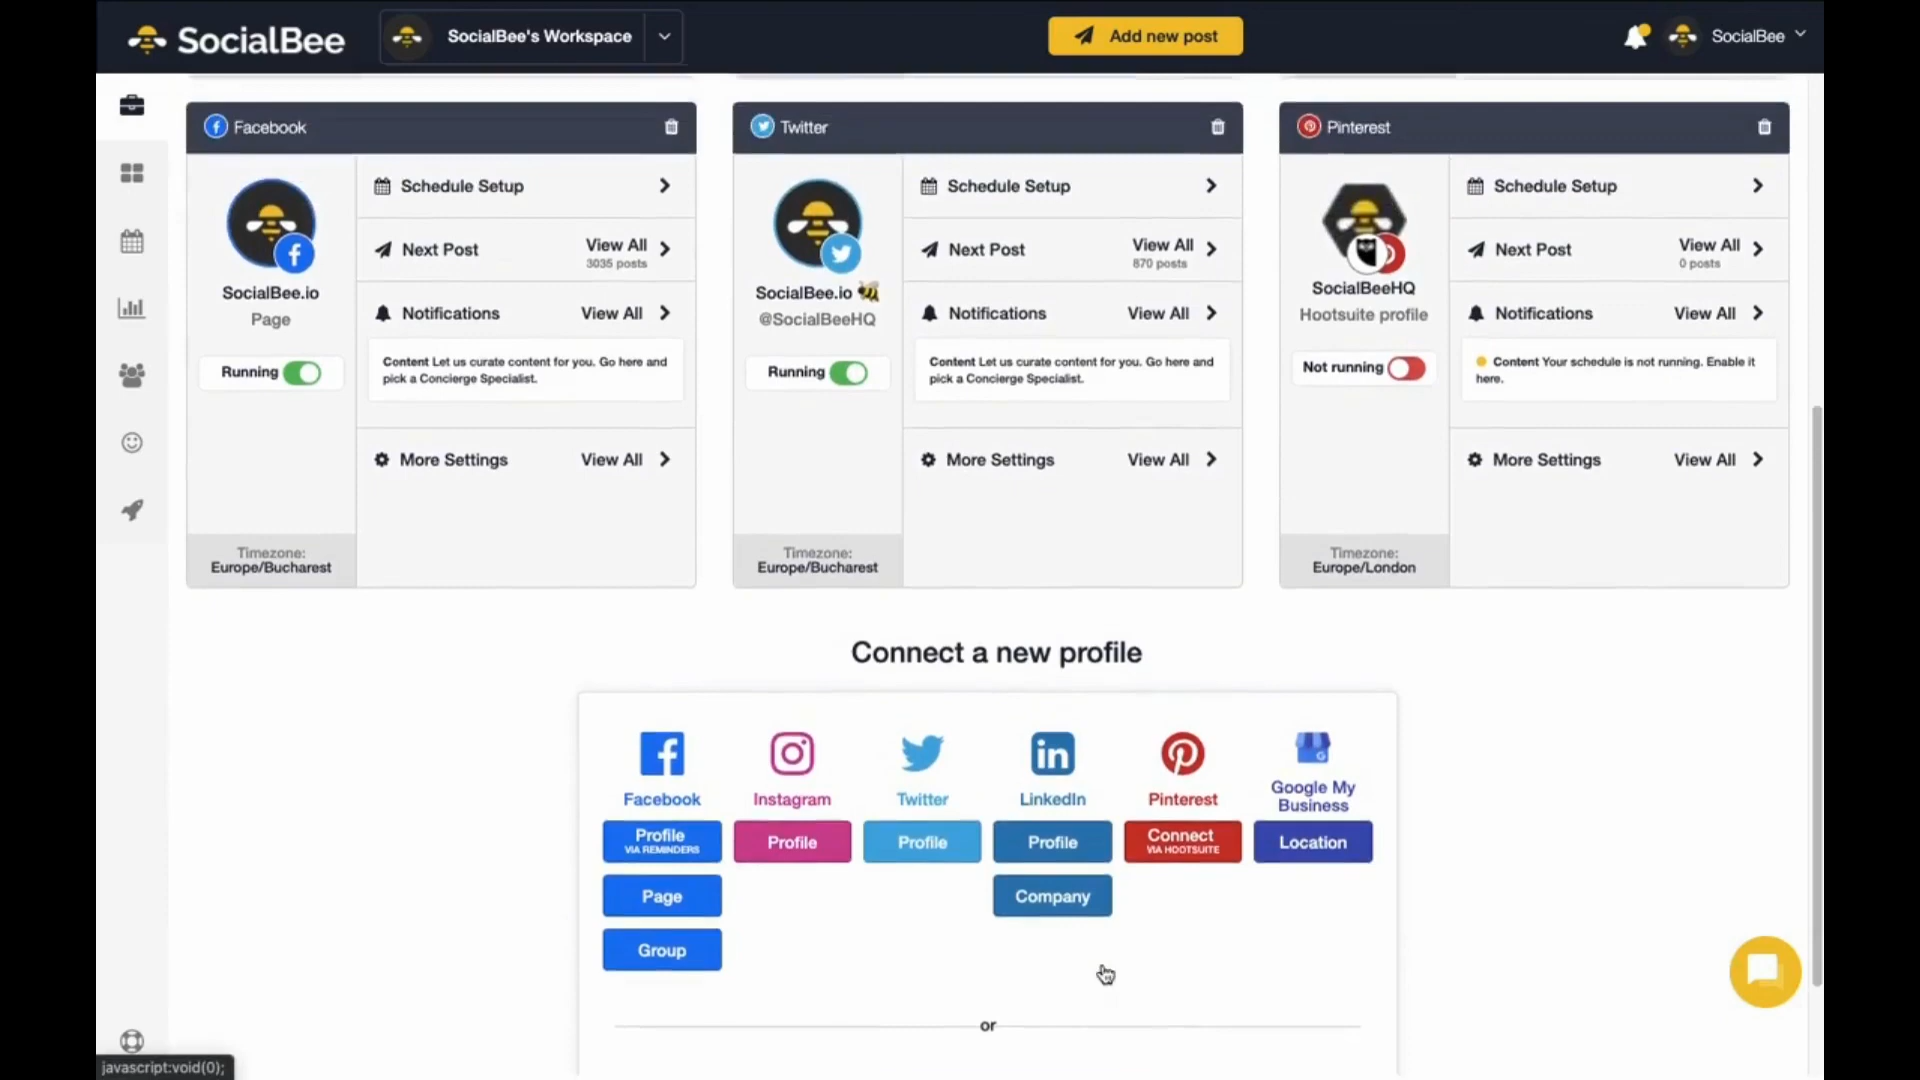 SocialBee
SocialBee's Workspace
Add new post
SocialBee
Facebook
SocialBee.io
Page
Running
Timezone:
Europe/Bucharest
Schedule Setup
Next Post
View All
3035 posts
Notifications
View All
Content Let us curate content for you. Go here and
pick a Concierge Specialist.
More Settings
View All
Twitter
SocialBee.io 🐝
@SocialBeeHQ
Running
Timezone:
Europe/Bucharest
Schedule Setup
Next Post
View All
870 posts
Notifications
View All
Content Let us curate content for you. Go here and
pick a Concierge Specialist.
More Settings
View All
Pinterest
SocialBeeHQ
Hootsuite profile
Not running
Timezone:
Europe/London
Schedule Setup
Next Post
View All
0 posts
Notifications
View All
Content Your schedule is not running. Enable it
here.
More Settings
View All
Connect a new profile
Facebook
Profile
VIA REMINDERS
Page
Group
Instagram
Profile
Twitter
Profile
LinkedIn
Profile
Company
Pinterest
Connect
VIA HOOTSUITE
Google My
Business
Location
or
javascript:void(0);